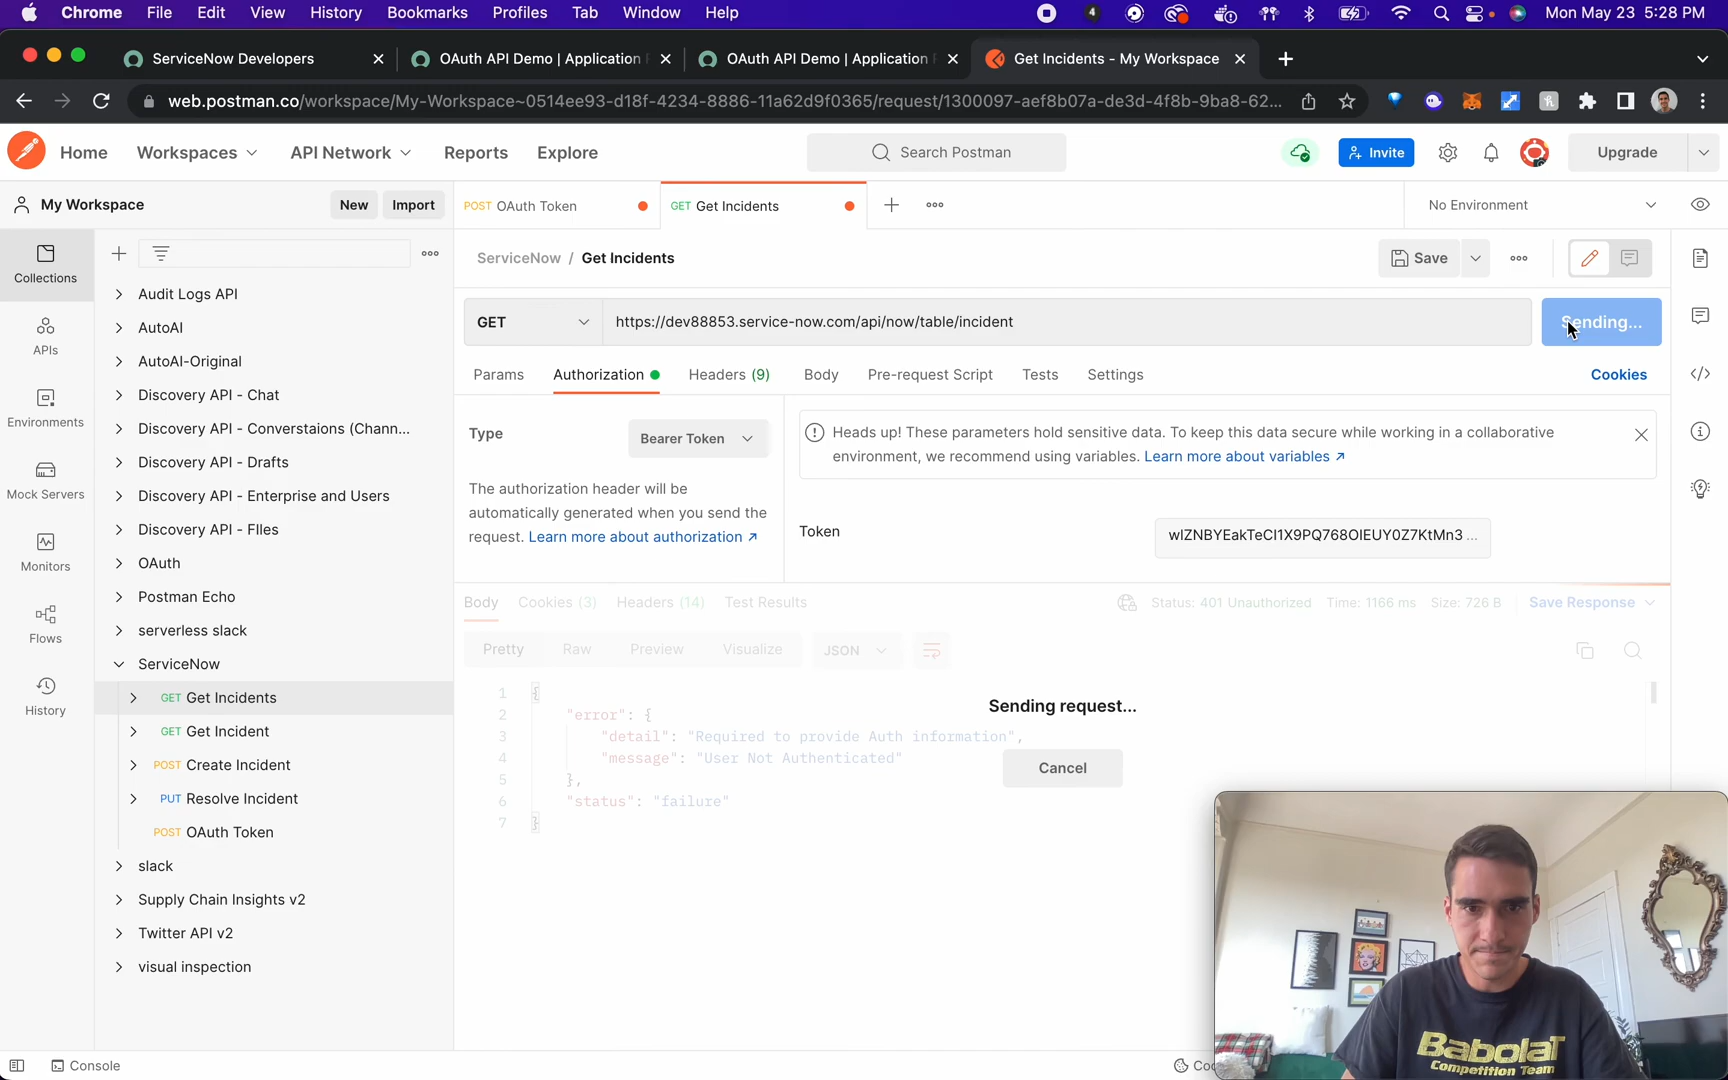 Chrome File Edit View History Bookmarks Profiles Tab Window Help
4
Mon May 23 5:28 PM
ServiceNow Developers
OAuth API Demo | Application
OAuth API Demo | Application
Get Incidents - My Workspace
web.postman.co/workspace/My-Workspace~0514ee93-d18f-4234-8886-11a62d9f0365/request/1300097-aef8b07a-de3d-4f8b-9ba8-62...
Home Workspaces API Network Reports Explore
Search Postman
Invite
Upgrade
My Workspace
New Import
POST OAuth Token
GET Get Incidents
No Environment
Collections
APIs
Environments
Mock Servers
Monitors
Flows
History
Audit Logs API
AutoAI
AutoAI-Original
Discovery API - Chat
Discovery API - Converstaions (Chann...
Discovery API - Drafts
Discovery API - Enterprise and Users
Discovery API - FIles
OAuth
Postman Echo
serverless slack
ServiceNow
GET Get Incidents
GET Get Incident
POST Create Incident
PUT Resolve Incident
POST OAuth Token
slack
Supply Chain Insights v2
Twitter API v2
visual inspection
ServiceNow / Get Incidents
Save
GET
https://dev88853.service-now.com/api/now/table/incident
Sending...
Params Authorization Headers (9) Body Pre-request Script Tests Settings
Cookies
Type
Bearer Token
The authorization header will be
automatically generated when you send the
request. Learn more about authorization ↗
Heads up! These parameters hold sensitive data. To keep this data secure while working in a collaborative
environment, we recommend using variables. Learn more about variables ↗
Token
wIZNBYEakTeCI1X9PQ768OIEUY0Z7KtMn3 ...
Body Cookies (3) Headers (14) Test Results
Status: 401 Unauthorized Time: 1166 ms Size: 726 B
Save Response
Pretty Raw Preview Visualize
JSON
1 {
2 "error": {
3 "detail": "Required to provide Auth information",
4 "message": "User Not Authenticated"
5 },
6 "status": "failure"
7 }
Sending request...
Cancel
Console
BabolaT
Competition Team